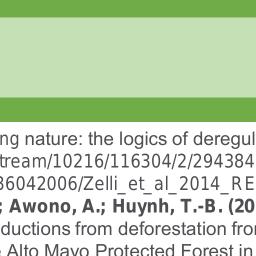 ng nature: the logics of deregul
tream/10216/116304/2/294384
36042006/Zelli_et_al_2014_RE
; Awono, A.; Huynh, T.-B. (20
ductions from deforestation fror
e Alto Mayo Protected Forest in